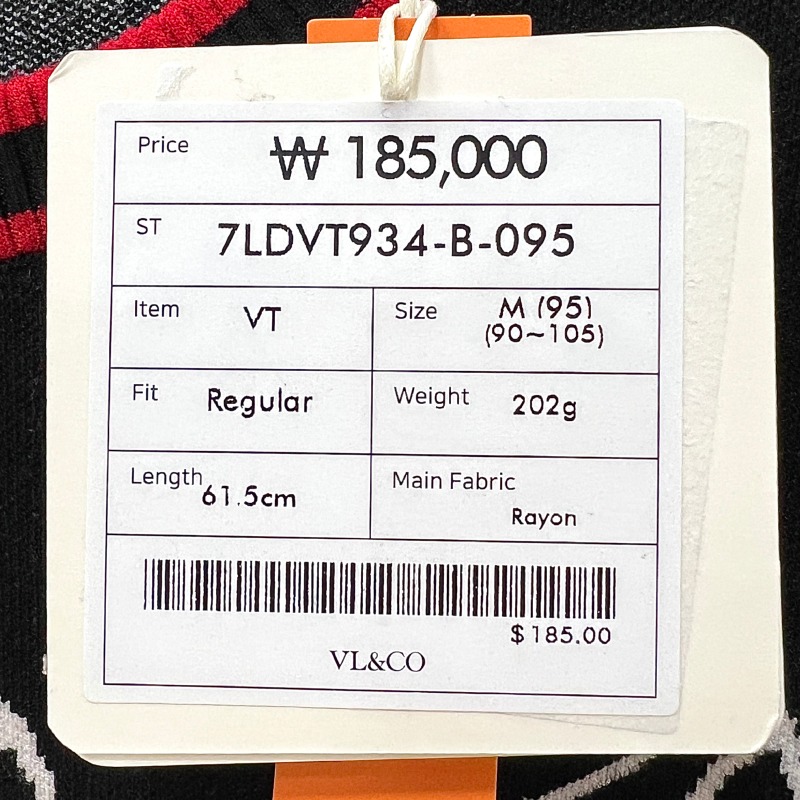 Price ₩ 185,000
ST 7LDVT934-B-095
Item VT Size M (95)
(90~105)
Fit Regular Weight 202g
Length 61.5cm Main Fabric
Rayon
$185.00
VL&CO